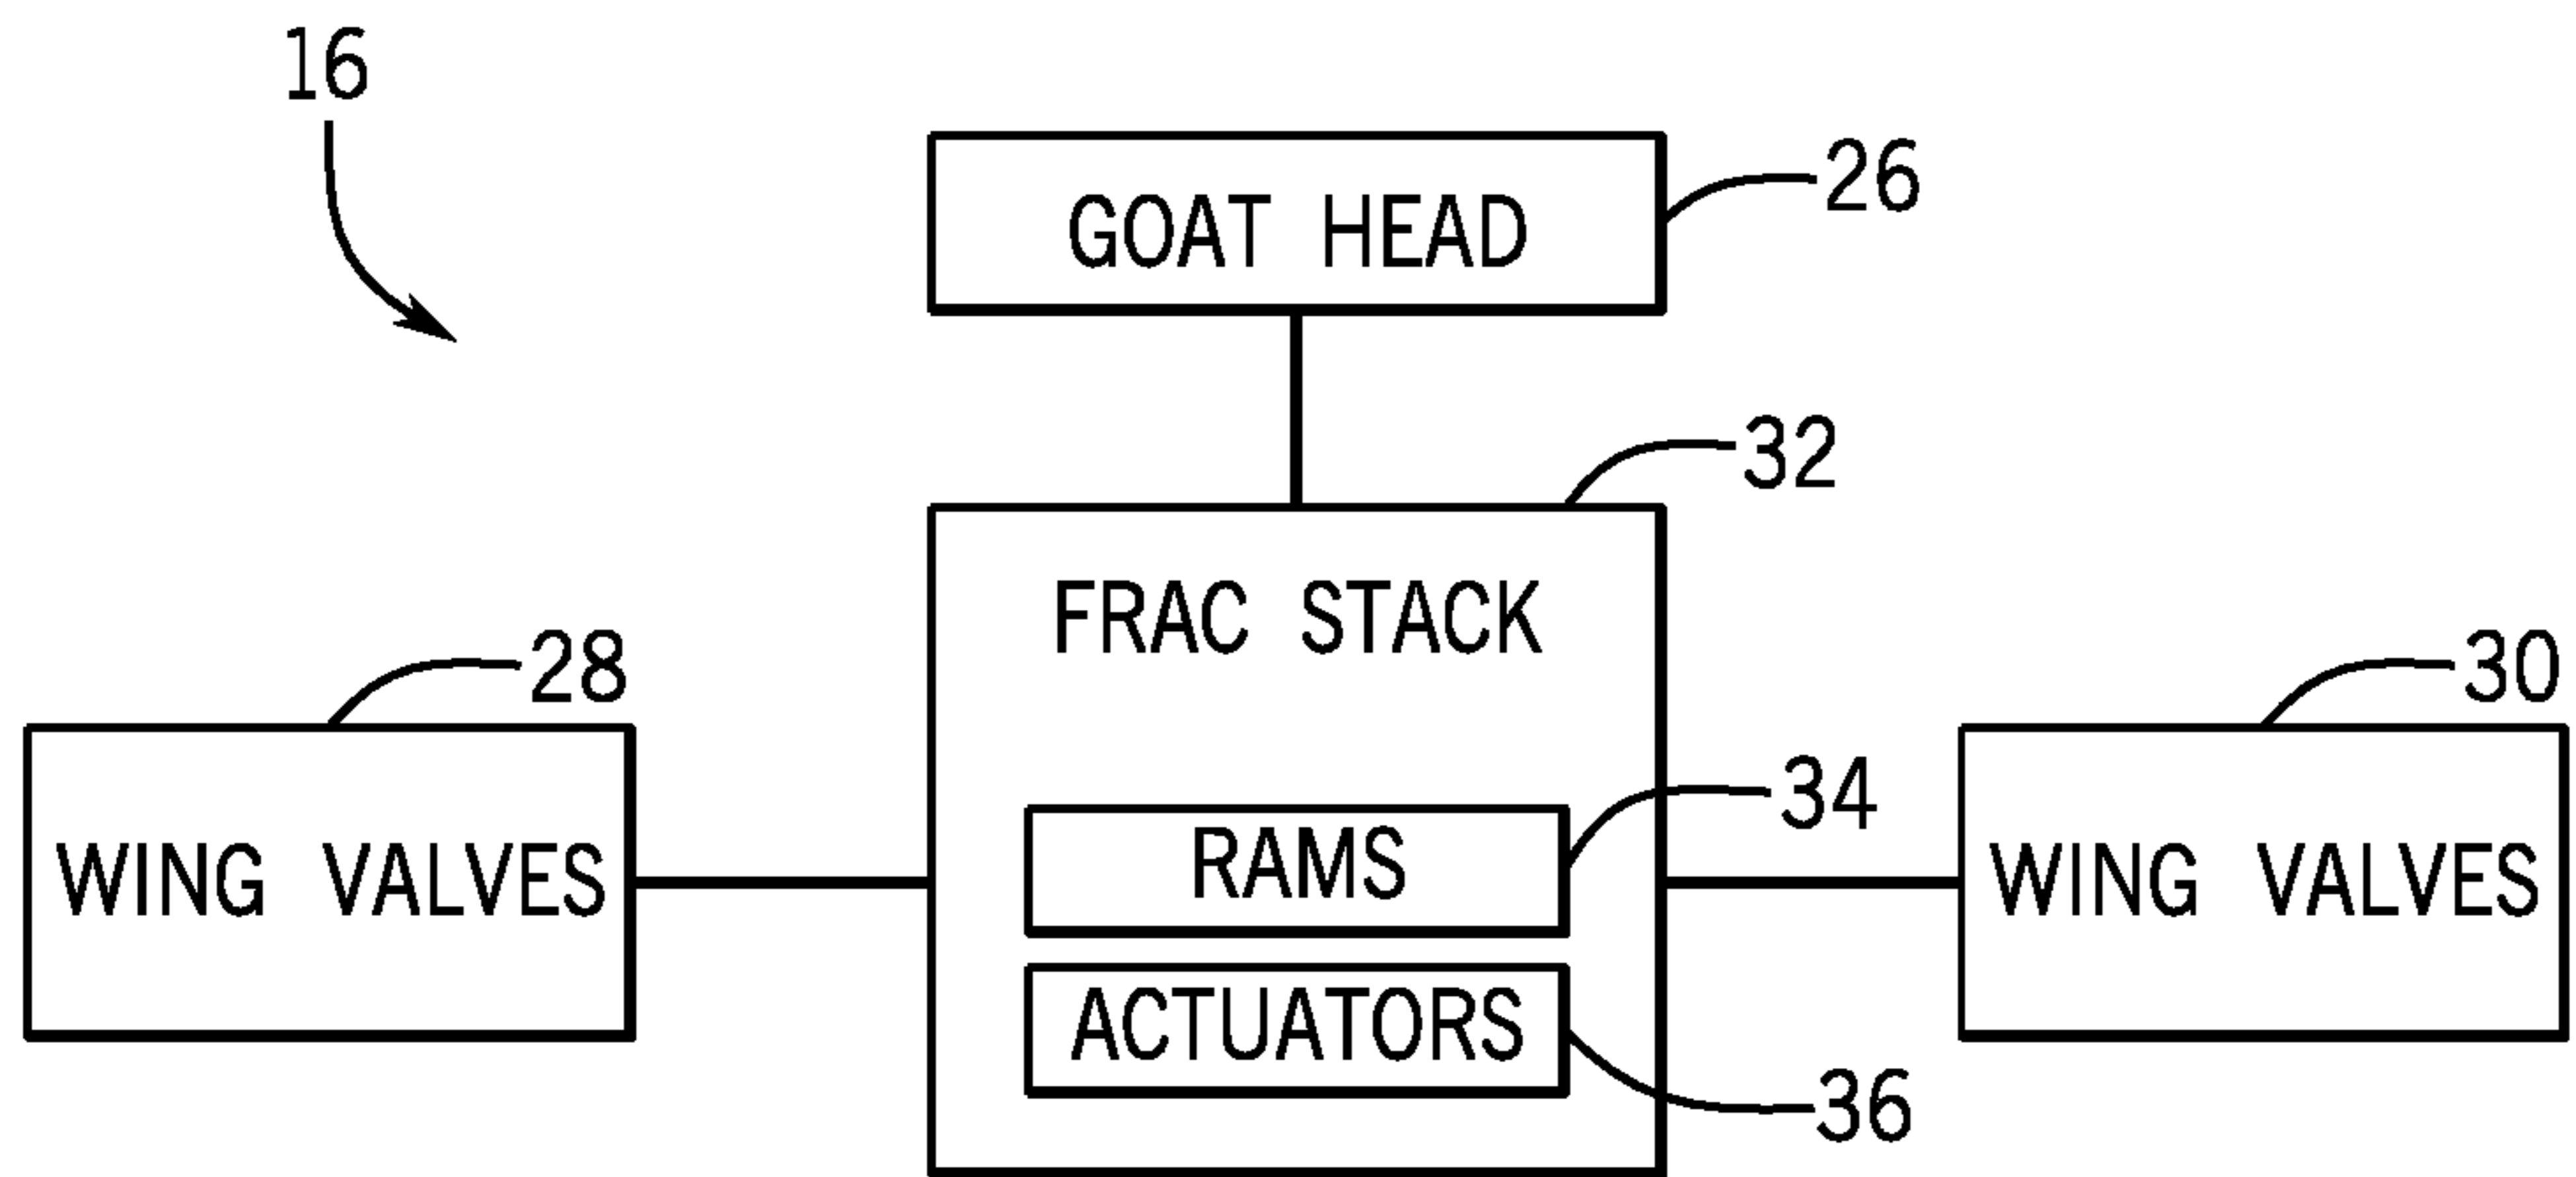 16
GOAT HEAD
26
32
FRAC STACK
28
30
WING VALVES
RAMS
34
WING VALVES
ACTUATORS
36